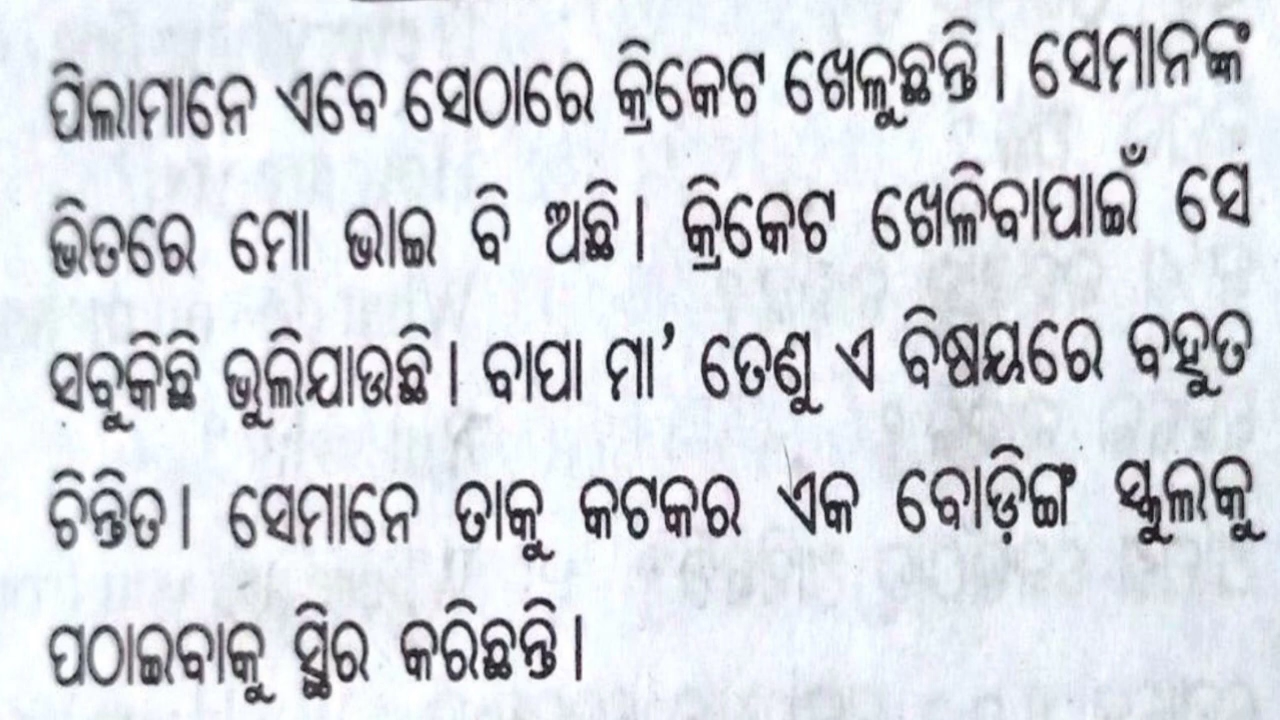 ପିଲାମାନେ ଏବେ ସେଠାରେ କ୍ରିକେଟ ଖେଳୁଛନ୍ତି। ସେମାନଙ୍କ
ଭିତରେ ମୋ ଭାଇ ବି ଅଛି। କ୍ରିକେଟ ଖେଳିବାପାଇଁ ସେ
ସବୁକିଛି ଭୁଲିଯାଉଛି। ବାପା ମା’ ତେଣୁ ଏ ବିଷୟରେ ବହୁତ
ଚିନ୍ତିତ। ସେମାନେ ତାକୁ କଟକର ଏକ ବୋଡ଼ିଙ୍ଗ ସ୍କୁଲକୁ
ପଠାଇବାକୁ ସ୍ଥିର କରିଛନ୍ତି।